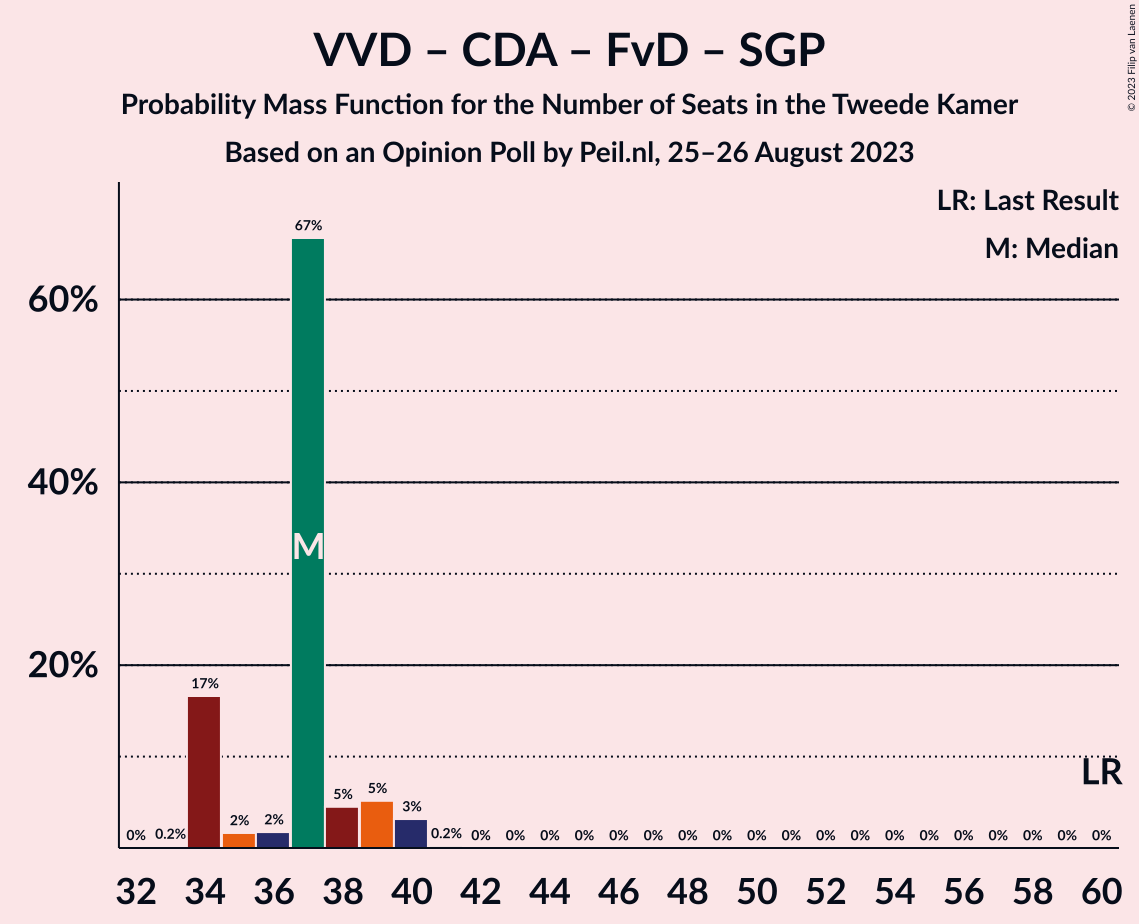 VVD – CDA – FvD – SGP
Probability Mass Function for the Number of Seats in the Tweede Kamer
Based on an Opinion Poll by Peil.nl, 25–26 August 2023
© 2023 Filip van Laenen
LR: Last Result
M: Median
67%
60%
40%
M
20%
17%
LR
0% 0.2% 2% 2% 5% 5% 3% 0.2% 0% 0% 0% 0% 0% 0% 0% 0% 0% 0% 0% 0% 0% 0% 0% 0% 0% 0% 0%
32 34 36 38 40 42 44 46 48 50 52 54 56 58 60